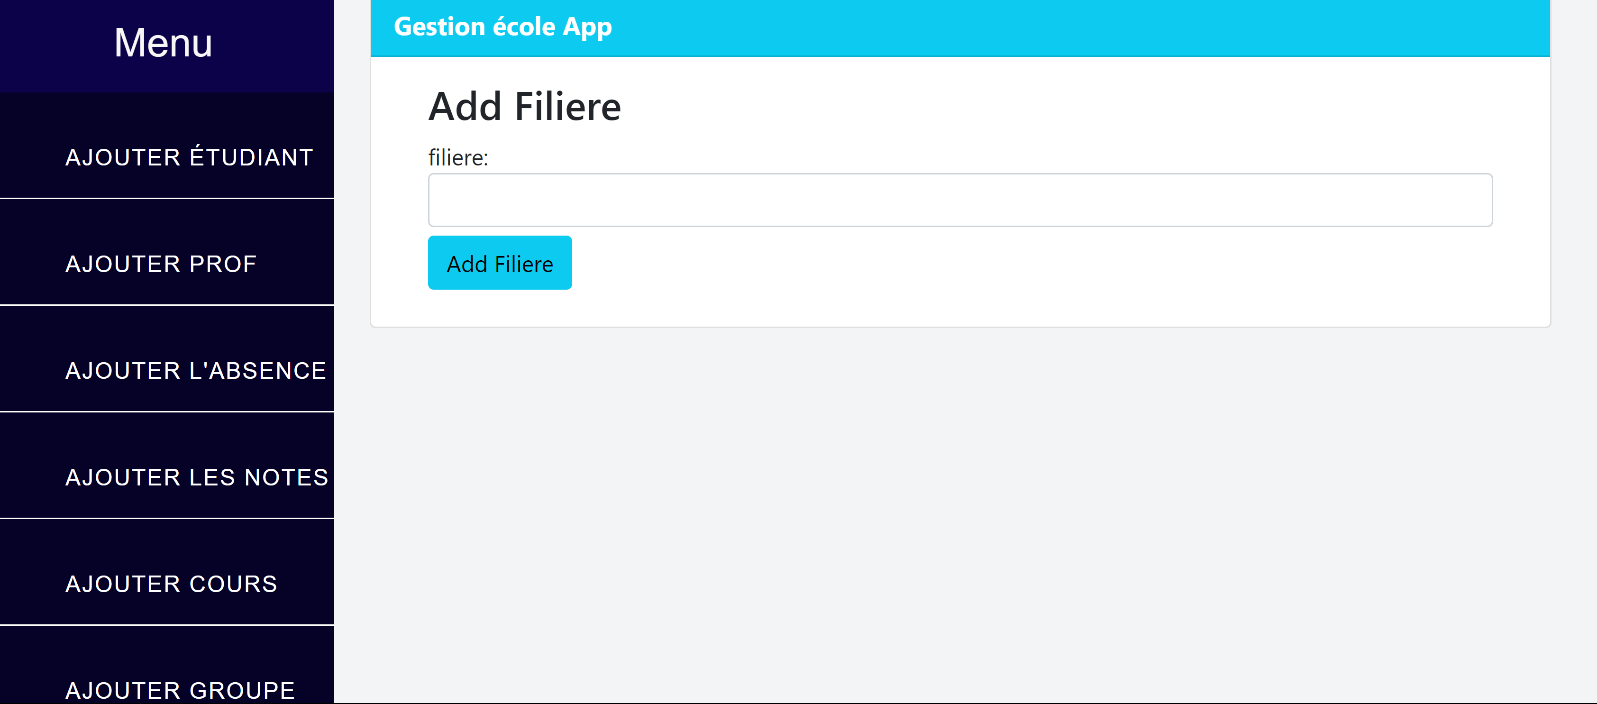 Menu
AJOUTER ÉTUDIANT
AJOUTER PROF
AJOUTER L'ABSENCE
AJOUTER LES NOTES
AJOUTER COURS
AJOUTER GROUPE
Gestion école App
Add Filiere
filiere:
Add Filiere